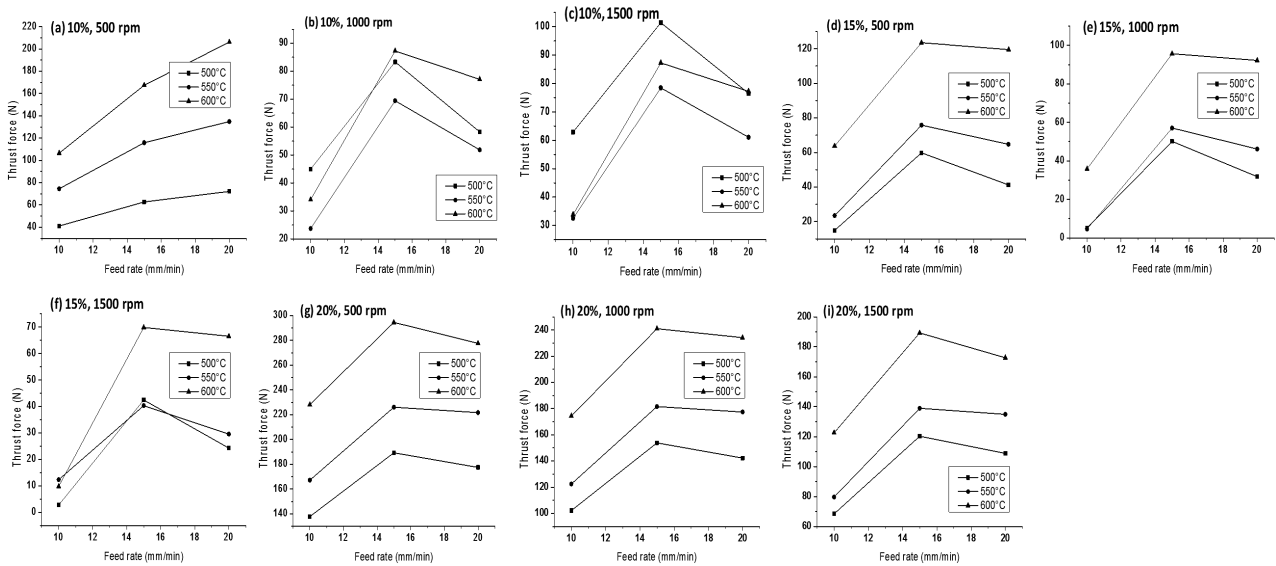 (a) 10%, 500 rpm
Thrust force (N)
220
200
180
160
140
120
100
80
60
40
500°C
550°C
600°C
10 12 14 16 18 20
Feed rate (mm/min)
(b) 10%, 1000 rpm
Thrust force (N)
90
80
70
60
50
40
30
20
500°C
550°C
600°C
10 12 14 16 18 20
Feed rate (mm/min)
(c) 10%, 1500 rpm
Thrust force (N)
100
90
80
70
60
50
40
30
500°C
550°C
600°C
10 12 14 16 18 20
Feed rate (mm/min)
(d) 15%, 500 rpm
Thrust force (N)
120
100
80
60
40
20
500°C
550°C
600°C
10 12 14 16 18 20
Feed rate (mm/min)
(e) 15%, 1000 rpm
Thrust force (N)
100
80
60
40
20
0
500°C
550°C
600°C
10 12 14 16 18 20
Feed rate (mm/min)
(f) 15%, 1500 rpm
Thrust force (N)
70
60
50
40
30
20
10
0
500°C
550°C
600°C
10 12 14 16 18 20
Feed rate (mm/min)
(g) 20%, 500 rpm
Thrust force (N)
300
280
260
240
220
200
180
160
140
500°C
550°C
600°C
10 12 14 16 18 20
Feed rate (mm/min)
(h) 20%, 1000 rpm
Thrust force (N)
240
220
200
180
160
140
120
100
500°C
550°C
600°C
10 12 14 16 18 20
Feed rate (mm/min)
(i) 20%, 1500 rpm
Thrust force (N)
200
180
160
140
120
100
80
60
500°C
550°C
600°C
10 12 14 16 18 20
Feed rate (mm/min)